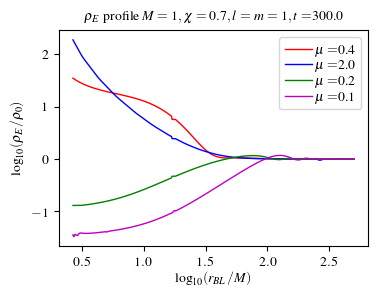 ρ_E profile M = 1, χ = 0.7, l = m = 1, t =300.0
μ =0.4
μ =2.0
μ =0.2
μ =0.1
log₁₀(ρ_E/ρ₀)
2
1
0
−1
0.5 1.0 1.5 2.0 2.5
log₁₀(r_BL/M)